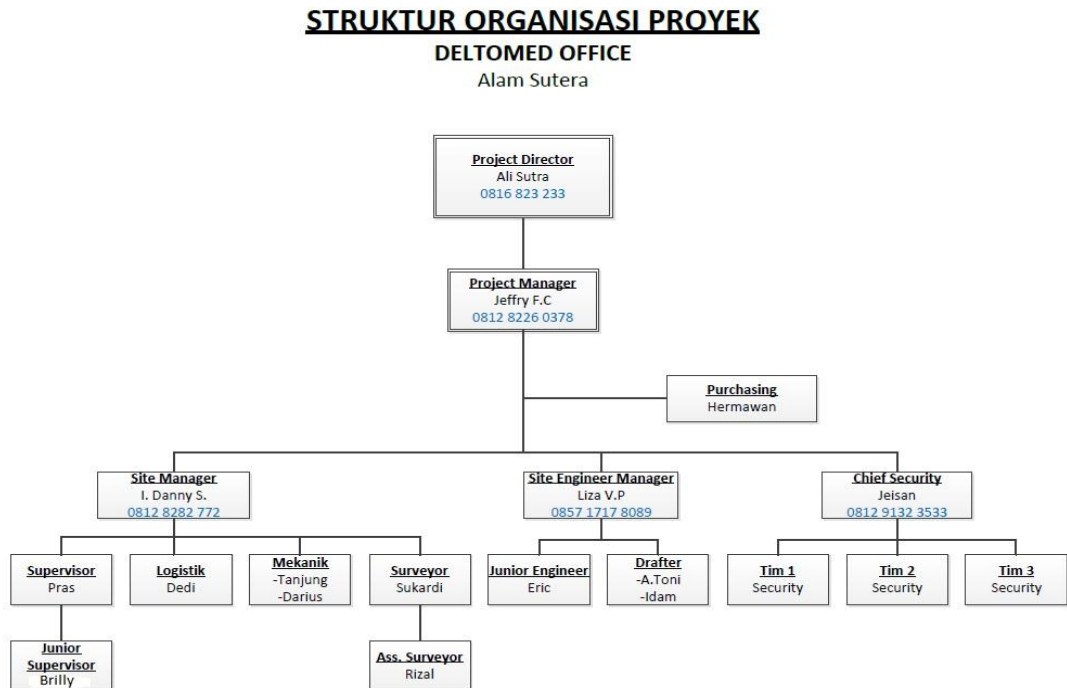 STRUKTUR ORGANISASI PROYEK
DELTOMED OFFICE
Alam Sutera
Project Director
Ali Sutra
0816 823 233
Project Manager
Jeffry F.C
0812 8226 0378
Purchasing
Hermawan
Site Manager
I. Danny S.
0812 8282 772
Site Engineer Manager
Liza V.P
0857 1717 8089
Chief Security
Jeisan
0812 9132 3533
Supervisor
Pras
Logistik
Dedi
Mekanik
-Tanjung
-Darius
Surveyor
Sukardi
Junior Engineer
Eric
Drafter
-A.Toni
-Idam
Tim 1
Security
Tim 2
Security
Tim 3
Security
Junior
Supervisor
Brilly
Ass. Surveyor
Rizal